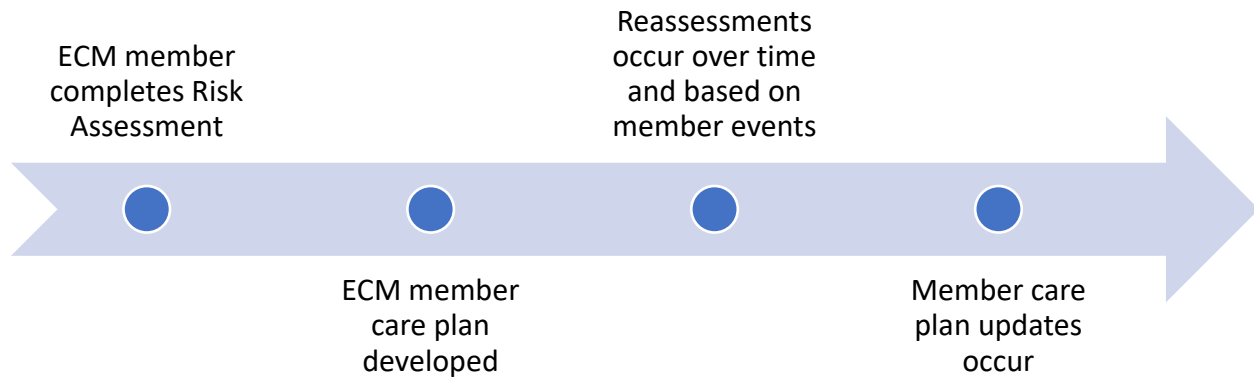 ECM member
completes Risk
Assessment
ECM member
care plan
developed
Reassessments
occur over time
and based on
member events
Member care
plan updates
occur